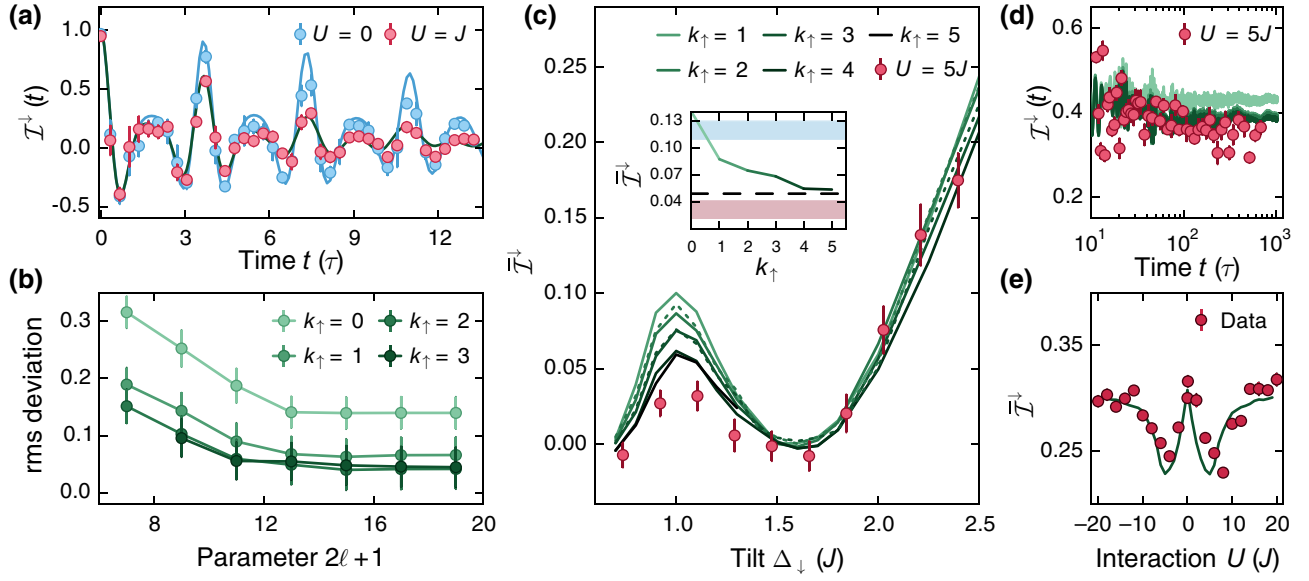 (a)
U = 0 U = J
1.0
0.5
0.0
-0.5
𝓘↓(t)
0 3 6 9 12
Time t (τ)
(b)
k↑ = 0 k↑ = 2
k↑ = 1 k↑ = 3
0.3
0.2
0.1
0.0
rms deviation
8 12 16 20
Parameter 2ℓ+1
(c)
k↑ = 1 k↑ = 3 k↑ = 5
k↑ = 2 k↑ = 4 U = 5J
0.25
0.20
0.15
0.10
0.05
0.00
𝓘̅↓
1.0 1.5 2.0 2.5
Tilt Δ↓ (J)
0.13
0.10
0.07
0.04
𝓘̅↓
0 1 2 3 4 5
k↑
(d)
U = 5J
0.6
0.4
0.2
𝓘↓(t)
10¹ 10² 10³
Time t (τ)
(e)
Data
0.35
0.25
𝓘̅↓
−20 −10 0 10 20
Interaction U (J)